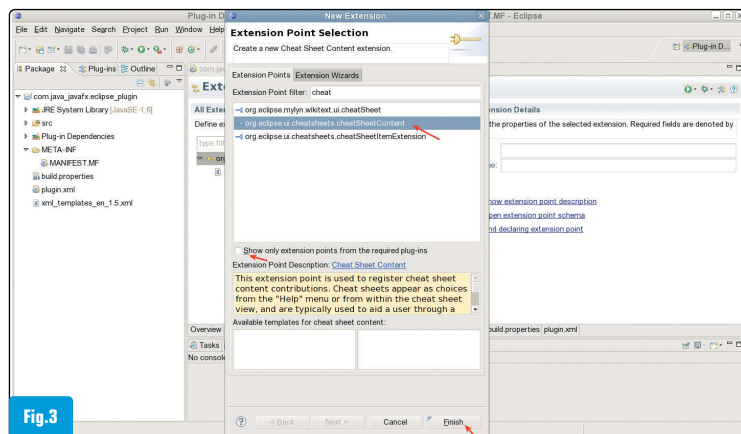 Plug-in D
New Extension
.MF - Eclipse
File Edit Navigate Search Project Run Window Help
Extension Point Selection
Create a new Cheat Sheet Content extension.
Plug-in D...
Package
Plug-ins
Outline
com.java_javafx.eclipse_plugin
JRE System Library [JavaSE-1.6]
src
Plug-in Dependencies
META-INF
MANIFEST.MF
build.properties
plugin.xml
xml_templates_en_1.5.xml
com.jav
Ext
All Exte
Define e
type filt
org
Extension Points Extension Wizards
Extension Point filter: cheat
org.eclipse.mylyn.wikitext.ui.cheatSheet
org.eclipse.ui.cheatsheets.cheatSheetContent
org.eclipse.ui.cheatsheets.cheatSheetItemExtension
Show only extension points from the required plug-ins
Extension Point Description: Cheat Sheet Content
This extension point is used to register cheat sheet
content contributions. Cheat sheets appear as choices
from the "Help" menu or from within the cheat sheet
view, and are typically used to aid a user through a
Available templates for cheat sheet content:
< Back Next > Cancel Finish
nsion Details
the properties of the selected extension. Required fields are denoted by
me:
how extension point description
pen extension point schema
nd declaring extension point
Overview
build.properties plugin.xml
Tasks
No consol
Fig.3